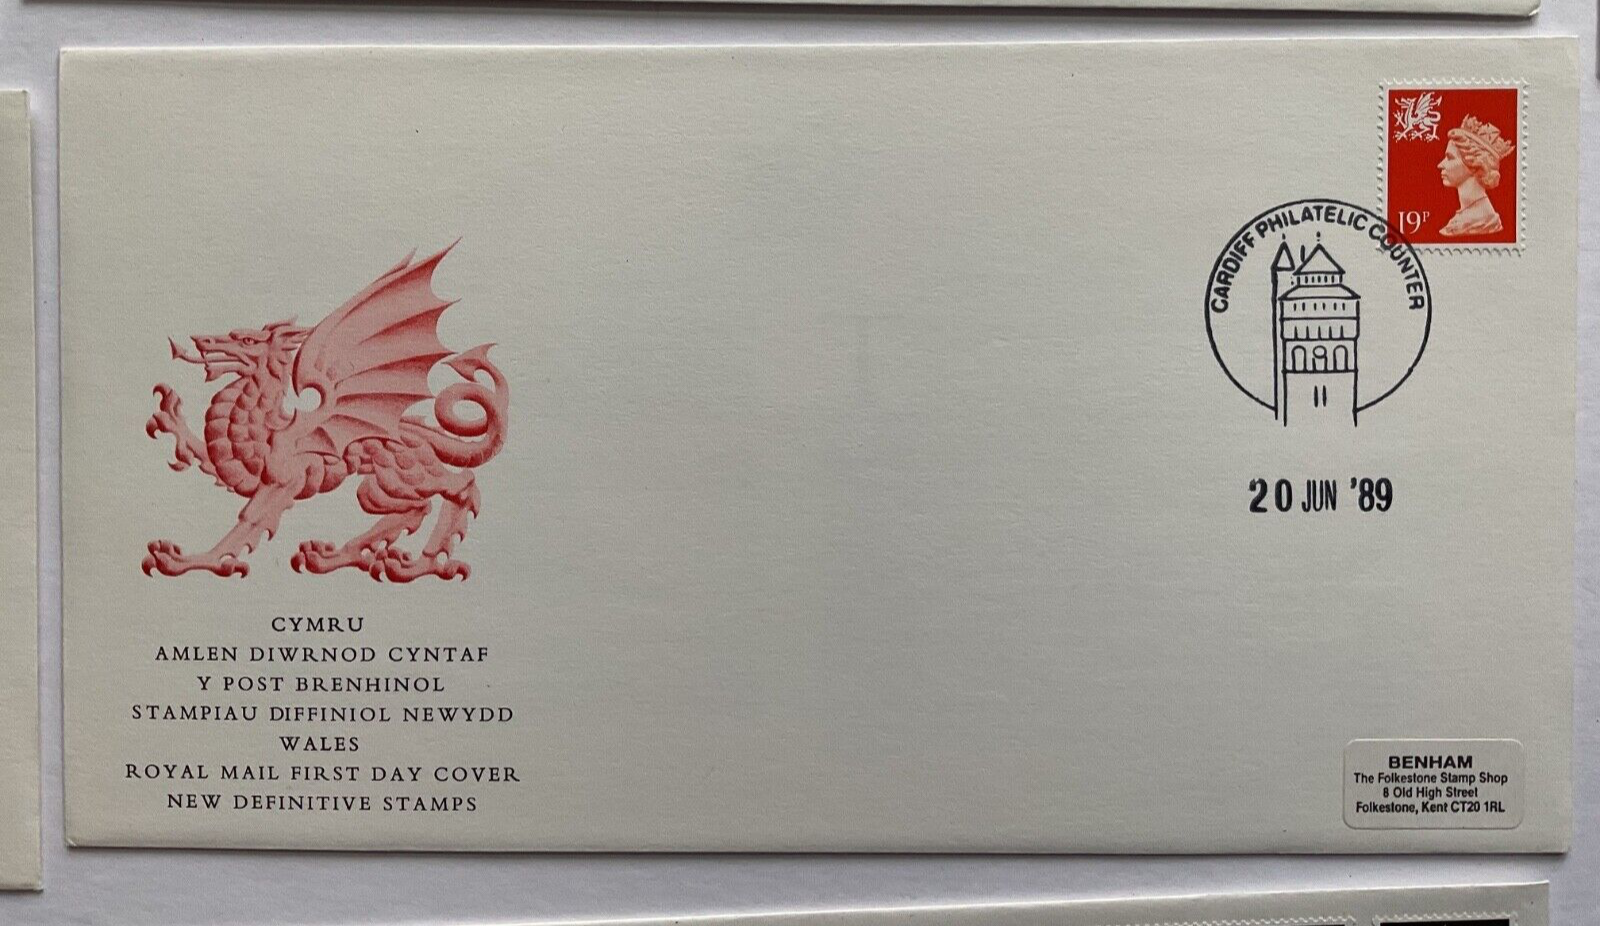 19P
CARDIFF PHILATELIC COUNTER
20 JUN '89
CYMRU
AMLEN DIWRNOD CYNTAF
Y POST BRENHINOL
STAMPIAU DIFFINIOL NEWYDD
WALES
ROYAL MAIL FIRST DAY COVER
NEW DEFINITIVE STAMPS
BENHAM
The Folkestone Stamp Shop
8 Old High Street
Folkestone, Kent CT20 1RL